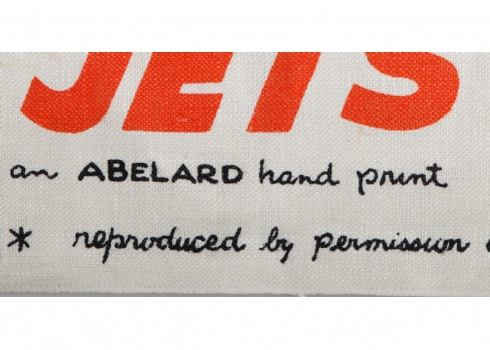 JETS
an ABELARD hand print
* reproduced by permission